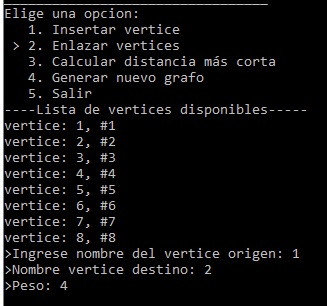 Elige una opcion:
1. Insertar vertice
> 2. Enlazar vertices
3. Calcular distancia más corta
4. Generar nuevo grafo
5. Salir
----Lista de vertices disponibles-----
vertice: 1, #1
vertice: 2, #2
vertice: 3, #3
vertice: 4, #4
vertice: 5, #5
vertice: 6, #6
vertice: 7, #7
vertice: 8, #8
>Ingrese nombre del vertice origen: 1
>Nombre vertice destino: 2
>Peso: 4